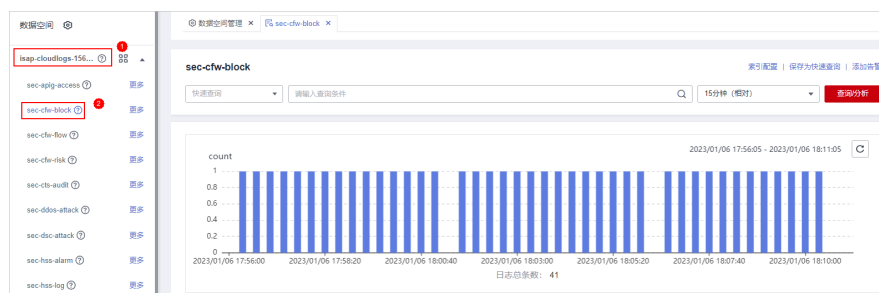 数据空间
数据空间管理 ×
sec-cfw-block ×
1
isap-cloudlogs-156...
sec-apig-access 更多
2
sec-cfw-block 更多
sec-cfw-flow 更多
sec-cfw-risk 更多
sec-cts-audit 更多
sec-ddos-attack 更多
sec-dsc-attack 更多
sec-hss-alarm 更多
sec-hss-log 更多
sec-cfw-block
索引配置 | 保存为快速查询 | 添加告警
快速查询
请输入查询条件
15分钟（相对）
查询/分析
2023/01/06 17:56:05 - 2023/01/06 18:11:05
count
1
0.8
0.6
0.4
0.2
0
2023/01/06 17:56:00 2023/01/06 17:58:20 2023/01/06 18:00:40 2023/01/06 18:03:00 2023/01/06 18:05:20 2023/01/06 18:07:40 2023/01/06 18:10:00
日志总条数： 41